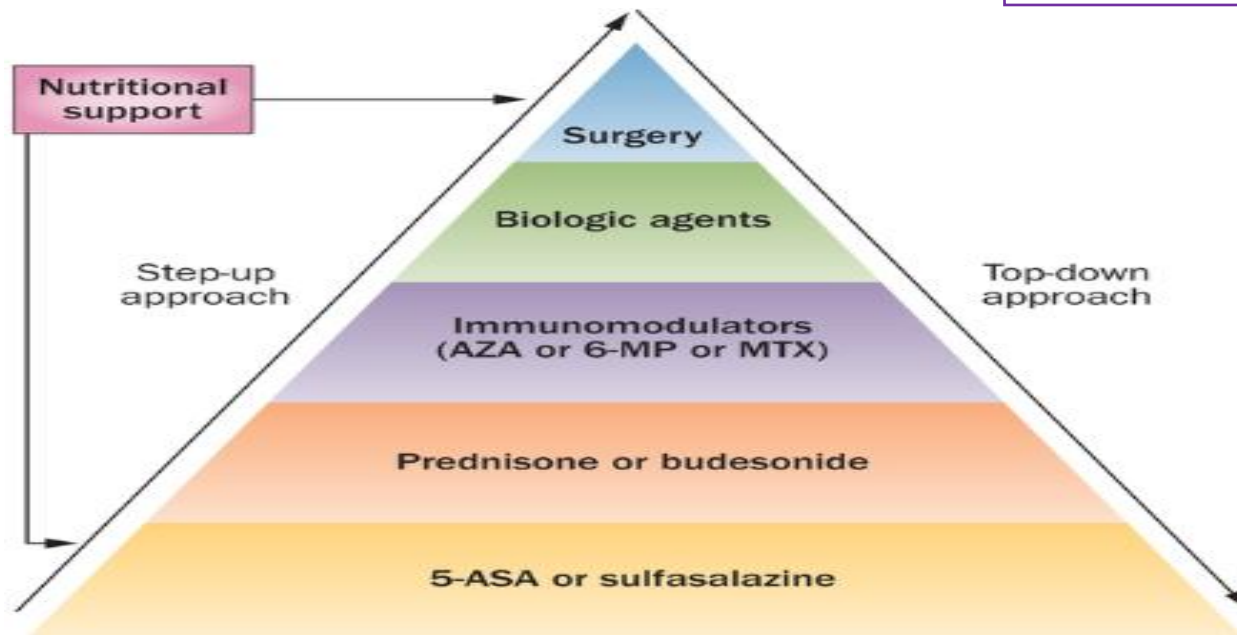 Nutritional
support
Surgery
Biologic agents
Step-up
approach
Top-down
approach
Immunomodulators
(AZA or 6-MP or MTX)
Prednisone or budesonide
5-ASA or sulfasalazine